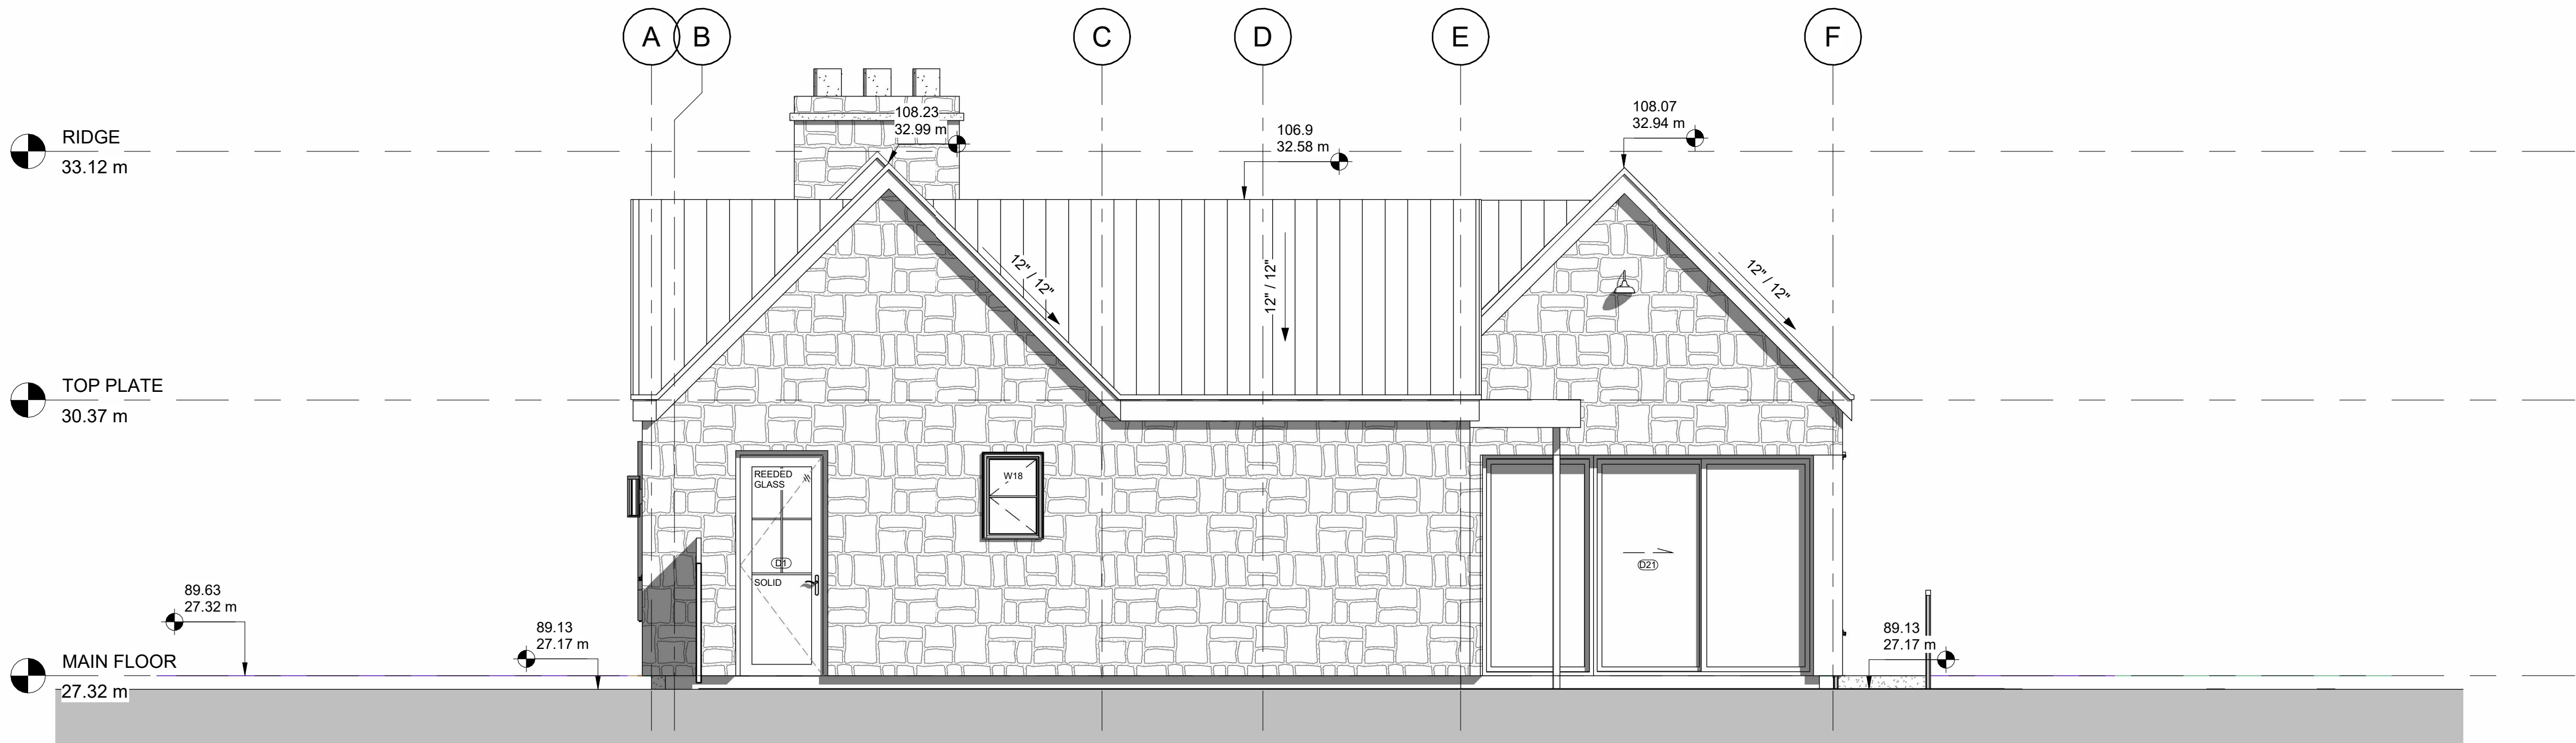 A
B
C
D
E
F
RIDGE
33.12 m
108.23
32.99 m
106.9
32.58 m
108.07
32.94 m
12" / 12"
12" / 12"
12" / 12"
TOP PLATE
30.37 m
REEDED
GLASS
W18
D1
SOLID
D21
89.63
27.32 m
89.13
27.17 m
89.13
27.17 m
MAIN FLOOR
27.32 m